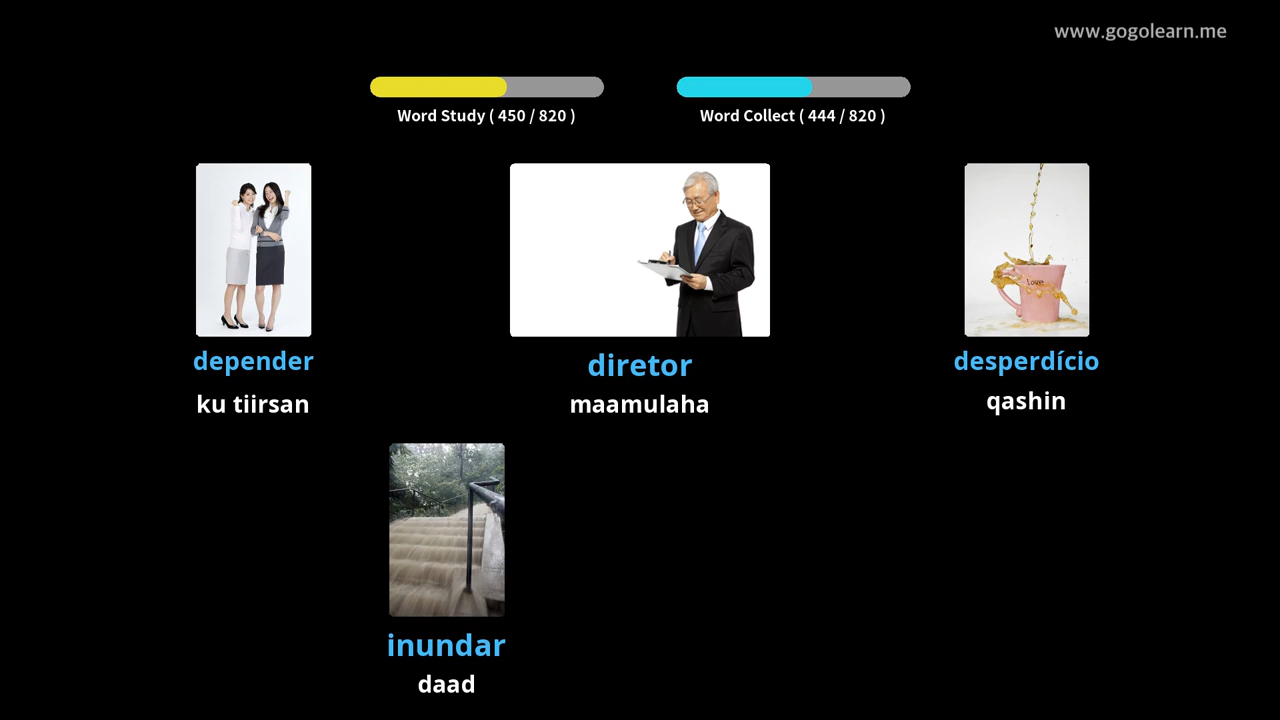 www.gogolearn.me
Word Study ( 450 / 820 )
Word Collect ( 444 / 820 )
depender
ku tiirsan
diretor
maamulaha
Love
desperdício
qashin
inundar
daad